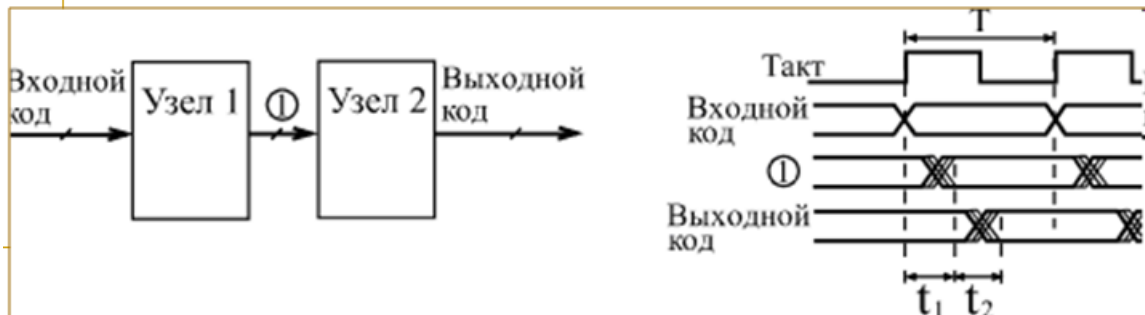 Входной
код
Узел 1
①
Узел 2
Выходной
код
T
Такт
Входной
код
①
Выходной
код
t₁ t₂